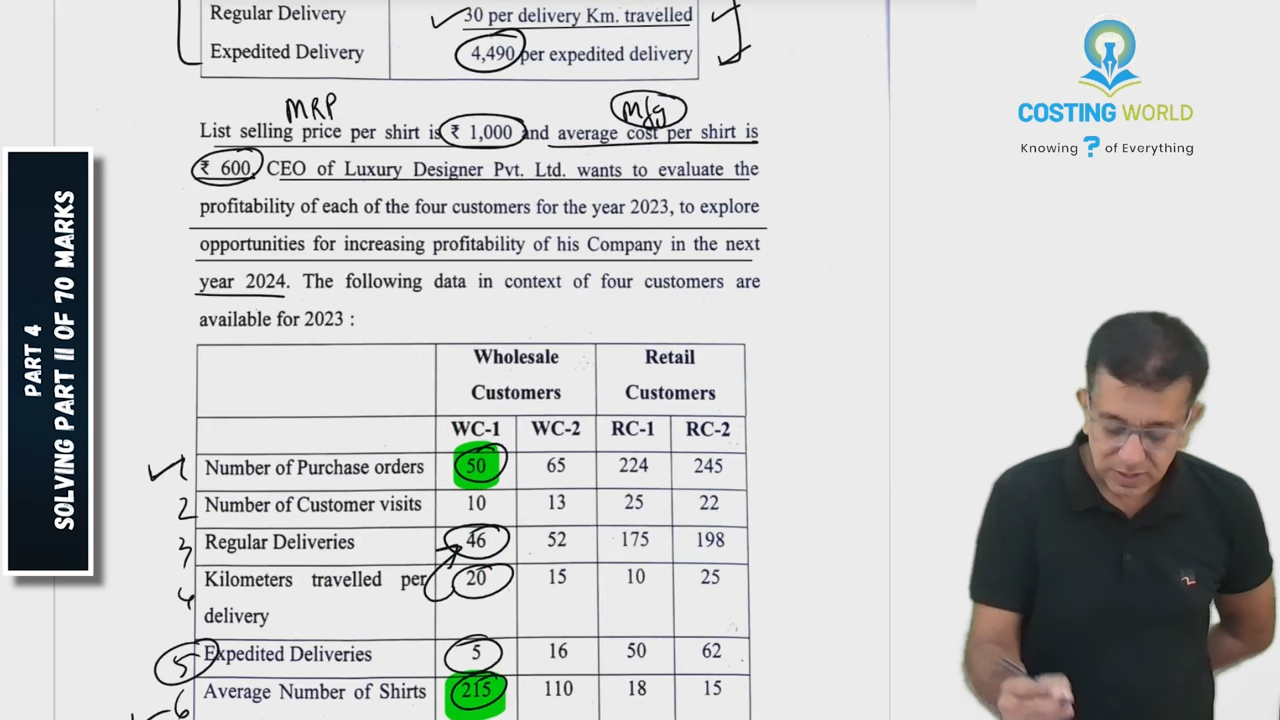 Regular Delivery 30 per delivery Km. travelled
Expedited Delivery 4,490 per expedited delivery
MRP Mfg
List selling price per shirt is ₹ 1,000 and average cost per shirt is
₹ 600. CEO of Luxury Designer Pvt. Ltd. wants to evaluate the
profitability of each of the four customers for the year 2023, to explore
opportunities for increasing profitability of his Company in the next
year 2024. The following data in context of four customers are
available for 2023 :
Wholesale Customers Retail Customers
WC-1 WC-2 RC-1 RC-2
1 Number of Purchase orders 50 65 224 245
2 Number of Customer visits 10 13 25 22
3 Regular Deliveries 46 52 175 198
4 Kilometers travelled per delivery 20 15 10 25
5 Expedited Deliveries 5 16 50 62
6 Average Number of Shirts 215 110 18 15
PART 4
SOLVING PART II OF 70 MARKS
COSTING WORLD
Knowing ? of Everything